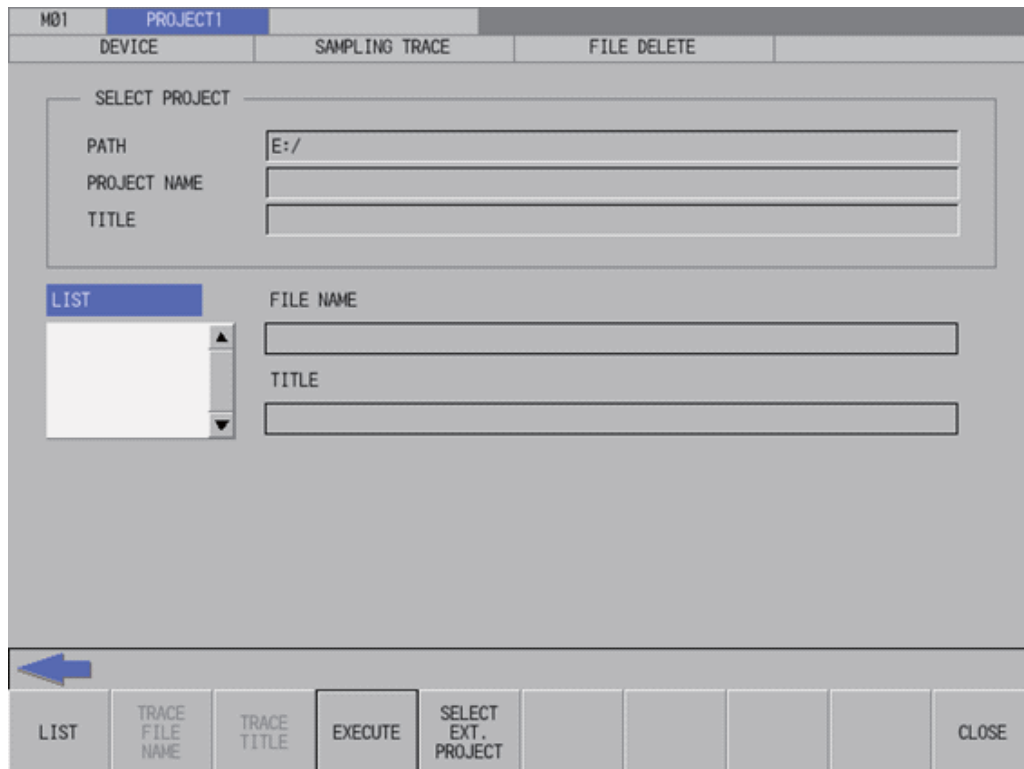 M01 PROJECT1
DEVICE SAMPLING TRACE FILE DELETE
SELECT PROJECT
PATH E:/
PROJECT NAME
TITLE
LIST FILE NAME
TITLE
LIST
TRACE
FILE
NAME
TRACE
TITLE
EXECUTE
SELECT
EXT.
PROJECT
CLOSE